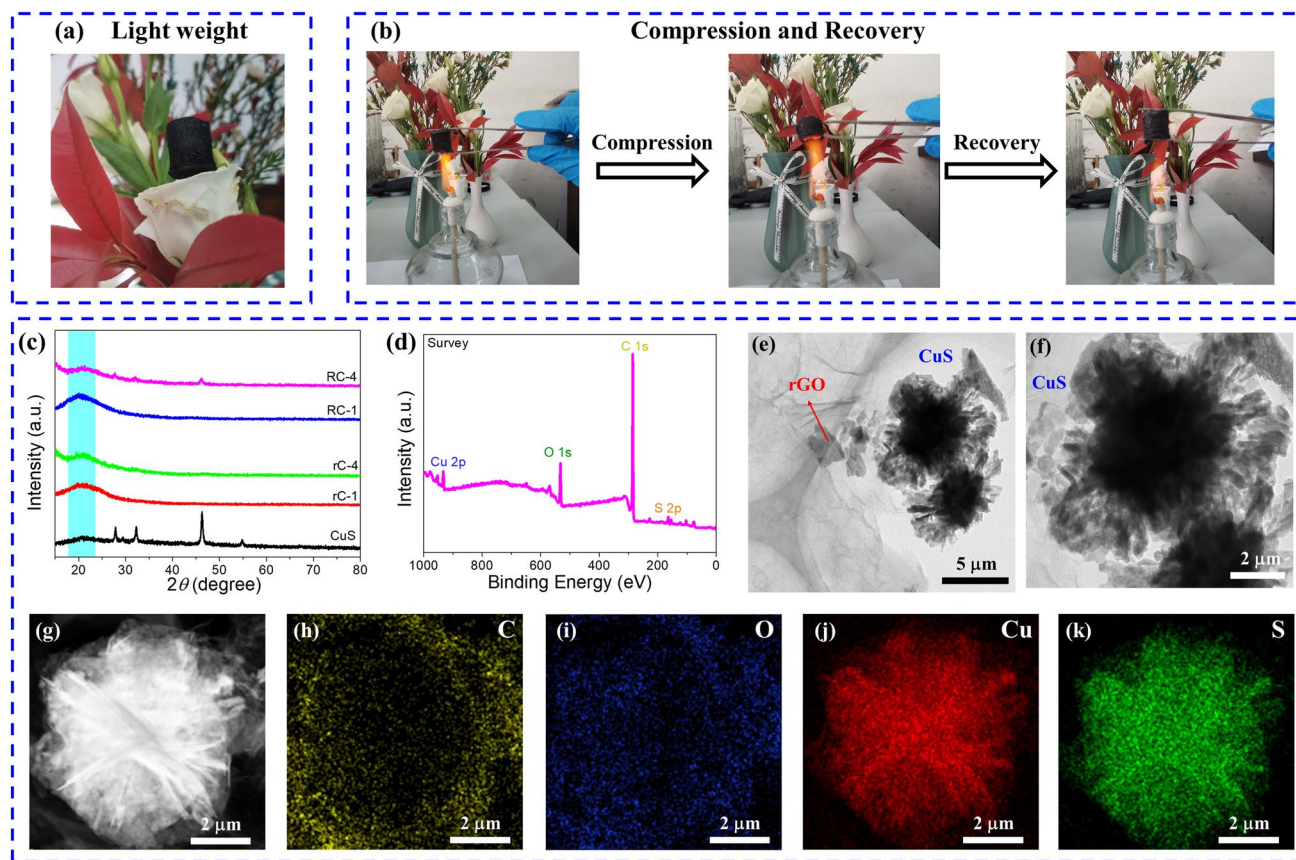 (a) Light weight
(b) Compression and Recovery
Compression
Recovery
(c)
Intensity (a.u.)
RC-4
RC-1
rC-4
rC-1
CuS
20 30 40 50 60 70 80
2θ (degree)
(d)
Survey
Intensity (a.u.)
C 1s
O 1s
Cu 2p
S 2p
1000 800 600 400 200 0
Binding Energy (eV)
(e)
CuS
rGO
5 μm
(f)
CuS
2 μm
(g)
2 μm
(h) C
2 μm
(i) O
2 μm
(j) Cu
2 μm
(k) S
2 μm